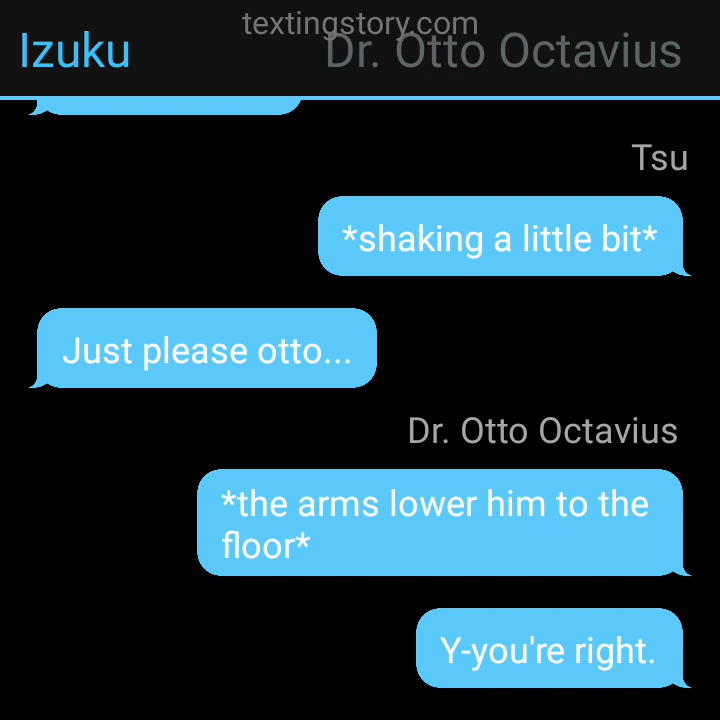 textingstory.com
Izuku
Dr. Otto Octavius
Tsu
*shaking a little bit*
Just please otto...
Dr. Otto Octavius
*the arms lower him to the
floor*
Y-you're right.